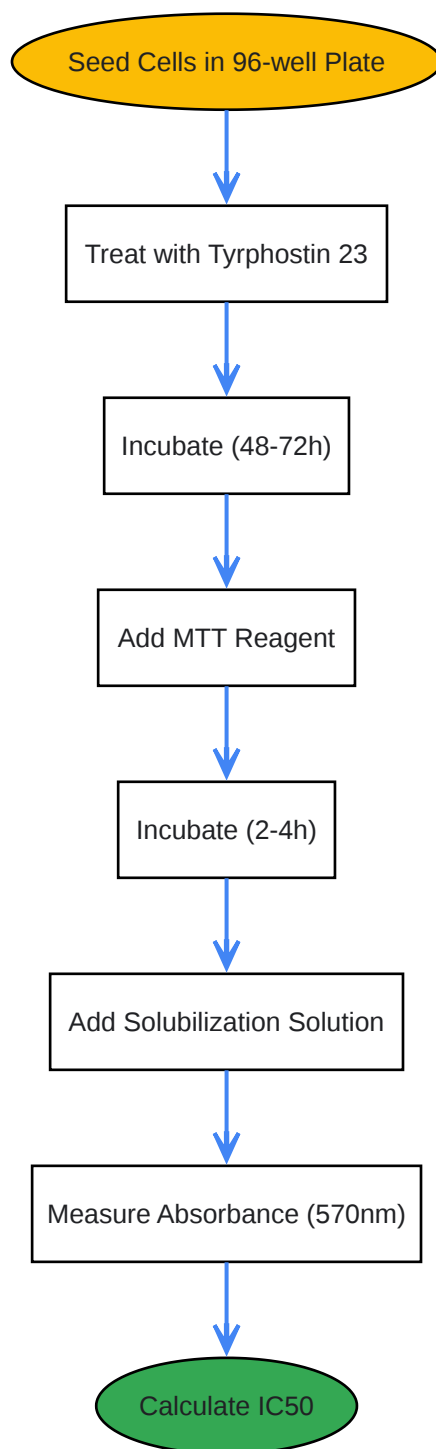 Seed Cells in 96-well Plate
Treat with Tyrphostin 23
Incubate (48-72h)
Add MTT Reagent
Incubate (2-4h)
Add Solubilization Solution
Measure Absorbance (570nm)
Calculate IC50